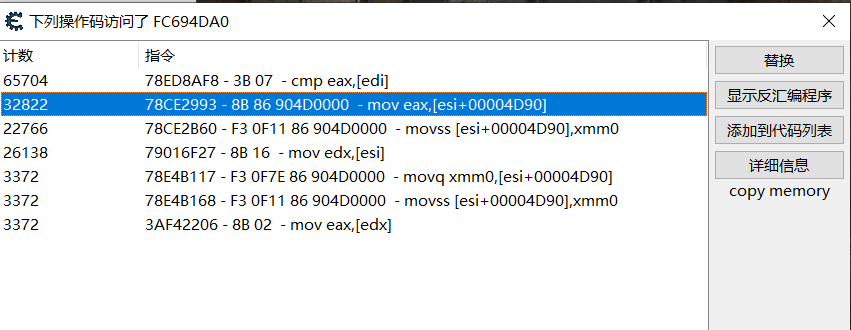 下列操作码访问了 FC694DA0
计数 指令
65704 78ED8AF8 - 3B 07 - cmp eax,[edi]
32822 78CE2993 - 8B 86 904D0000 - mov eax,[esi+00004D90]
22766 78CE2B60 - F3 0F11 86 904D0000 - movss [esi+00004D90],xmm0
26138 79016F27 - 8B 16 - mov edx,[esi]
3372 78E4B117 - F3 0F7E 86 904D0000 - movq xmm0,[esi+00004D90]
3372 78E4B168 - F3 0F11 86 904D0000 - movss [esi+00004D90],xmm0
3372 3AF42206 - 8B 02 - mov eax,[edx]
替换
显示反汇编程序
添加到代码列表
详细信息
copy memory